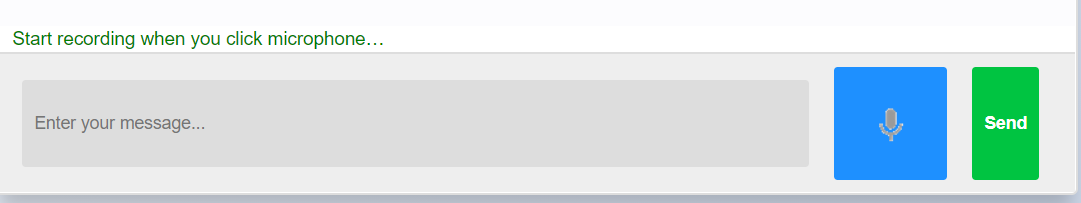 Start recording when you click microphone…
Enter your message...
Send